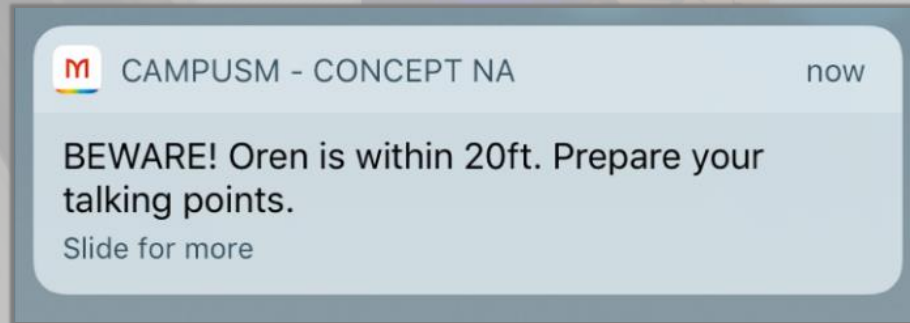 CAMPUSM - CONCEPT NA now
BEWARE! Oren is within 20ft. Prepare your
talking points.
Slide for more